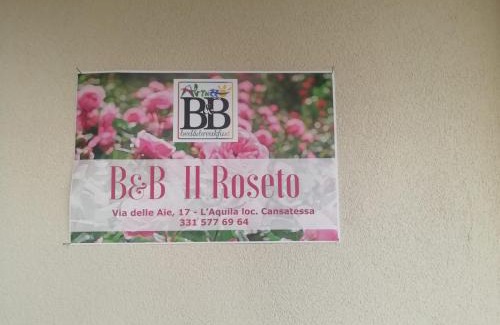 B&B
bed&breakfast
B&B Il Roseto
Via delle Aie, 17 - L'Aquila loc. Cansatessa
331 577 69 64